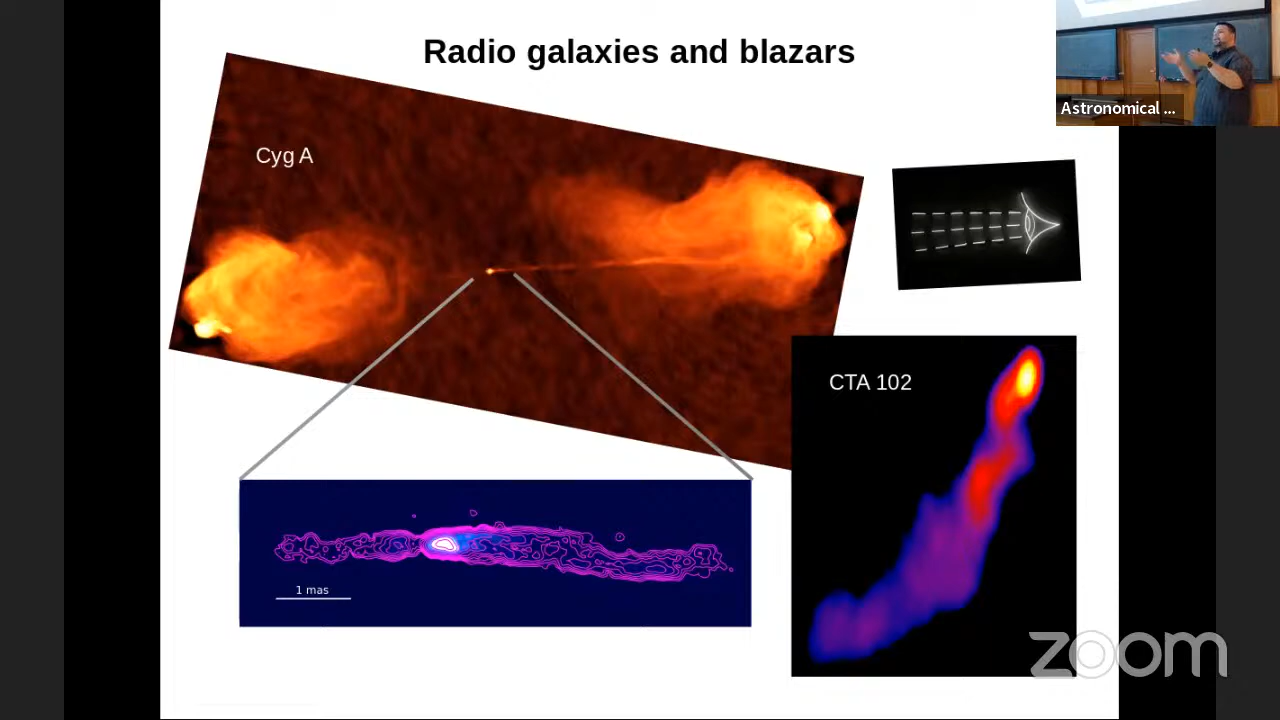 Radio galaxies and blazars
Astronomical ...
Cyg A
CTA 102
1 mas
zoom